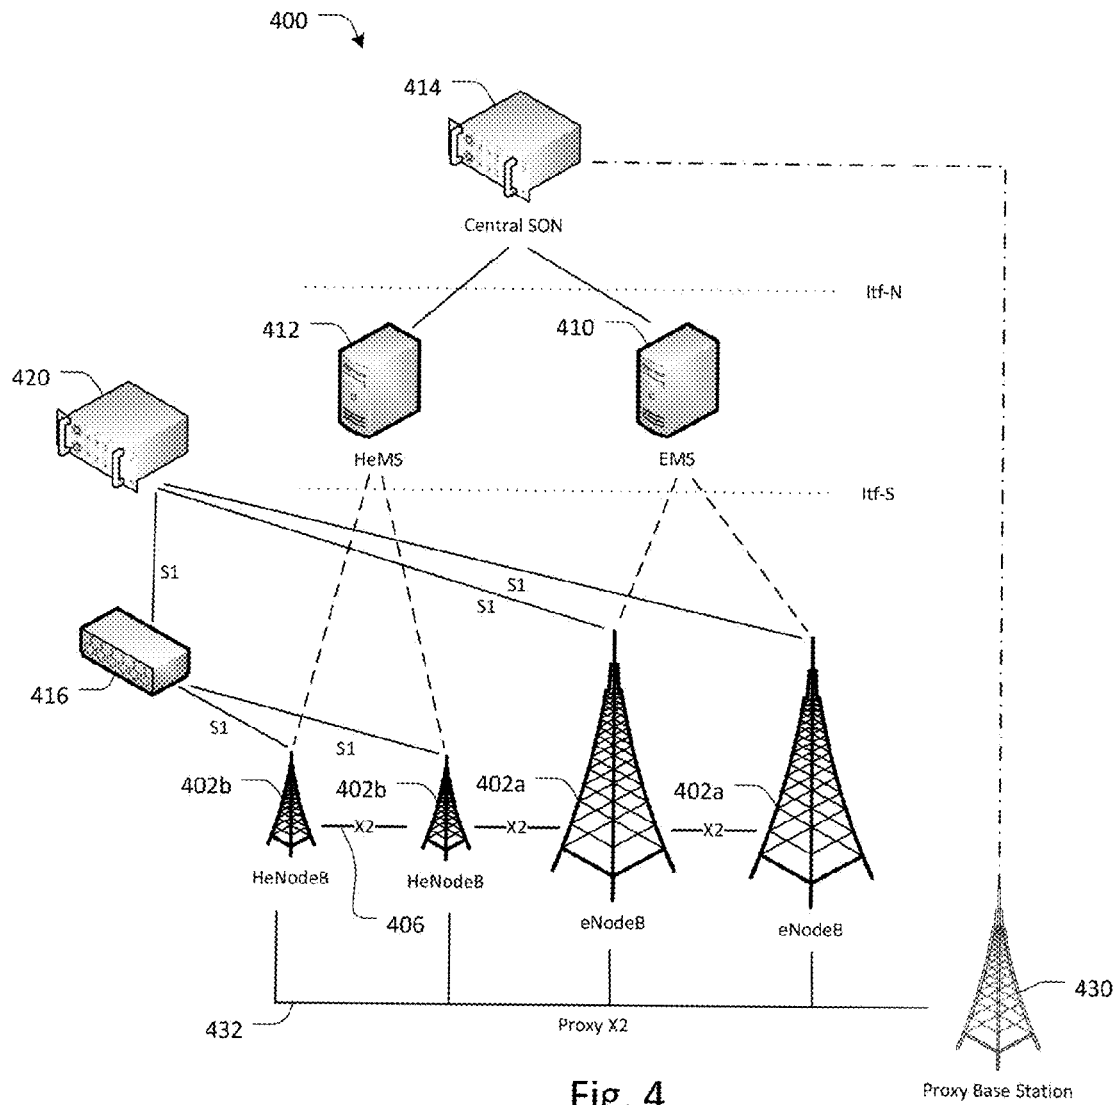 400
414
Central SON
Itf-N
412
410
420
HeMS
EMS
Itf-S
S1
S1
S1
416
S1
S1
402b
402b
402a
402a
X2
X2
X2
HeNodeB
HeNodeB
406
eNodeB
eNodeB
430
432
Proxy X2
Fig. 4
Proxy Base Station